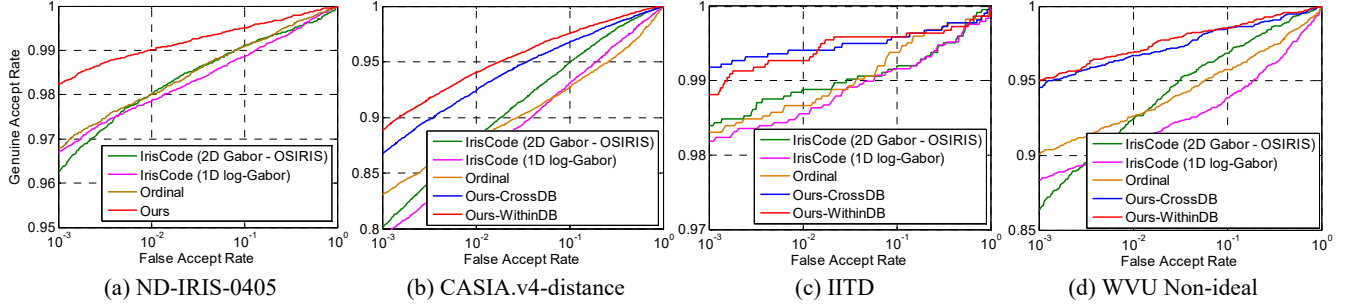 Genuine Accept Rate
1
0.99
0.98
0.97
0.96
0.95
IrisCode (2D Gabor - OSIRIS)
IrisCode (1D log-Gabor)
Ordinal
Ours
10^-3 10^-2 10^-1 10^0
False Accept Rate
(a) ND-IRIS-0405
1
0.95
0.9
0.85
0.8
IrisCode (2D Gabor - OSIRIS)
IrisCode (1D log-Gabor)
Ordinal
Ours-CrossDB
Ours-WithinDB
10^-3 10^-2 10^-1 10^0
False Accept Rate
(b) CASIA.v4-distance
1
0.99
0.98
0.97
IrisCode (2D Gabor - OSIRIS)
IrisCode (1D log-Gabor)
Ordinal
Ours-CrossDB
Ours-WithinDB
10^-3 10^-2 10^-1 10^0
False Accept Rate
(c) IITD
1
0.95
0.9
0.85
IrisCode (2D Gabor - OSIRIS)
IrisCode (1D log-Gabor)
Ordinal
Ours-CrossDB
Ours-WithinDB
10^-3 10^-2 10^-1 10^0
False Accept Rate
(d) WVU Non-ideal